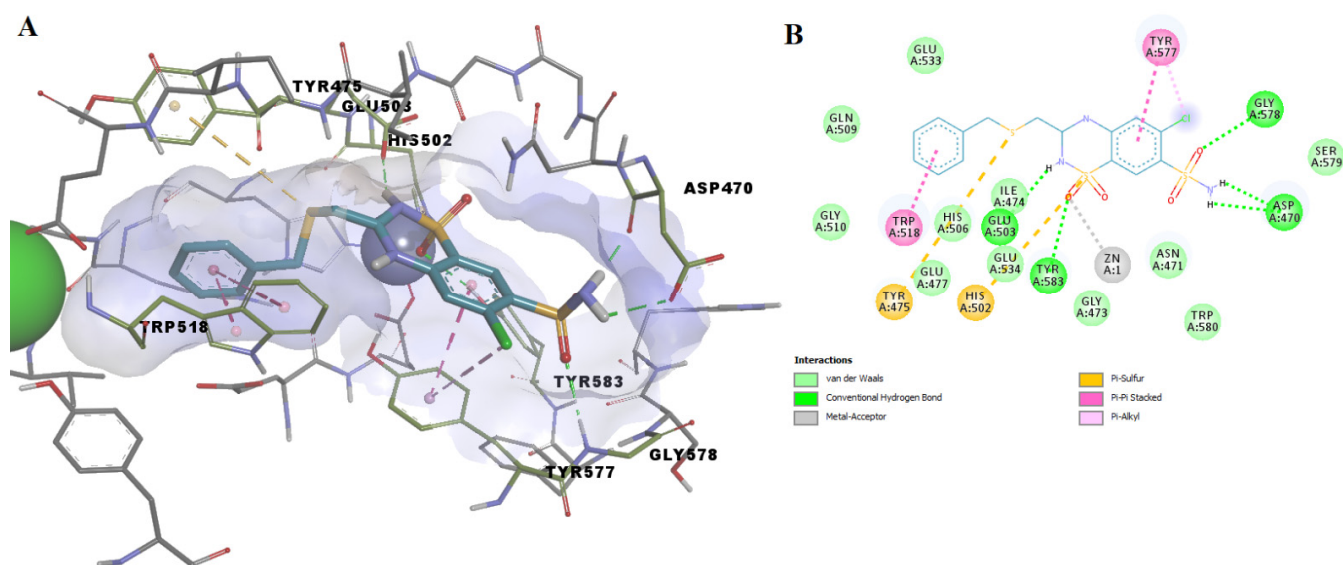 A
TYR475
GLU503
HIS502
ASP470
TRP518
TYR583
GLY578
TYR577
B
TYR
A:577
GLU
A:533
GLY
A:578
GLN
A:509
Cl
S
N
O
SER
A:579
H
N
S
N
H
ILE
A:474
S
O
O
O
N
H
H
ASP
A:470
GLY
A:510
TRP
A:518
HIS
A:506
GLU
A:503
GLU
A:477
GLU
A:534
TYR
A:583
ZN
A:1
ASN
A:471
TYR
A:475
HIS
A:502
GLY
A:473
TRP
A:580
Interactions
van der Waals
Conventional Hydrogen Bond
Metal-Acceptor
Pi-Sulfur
Pi-Pi Stacked
Pi-Alkyl